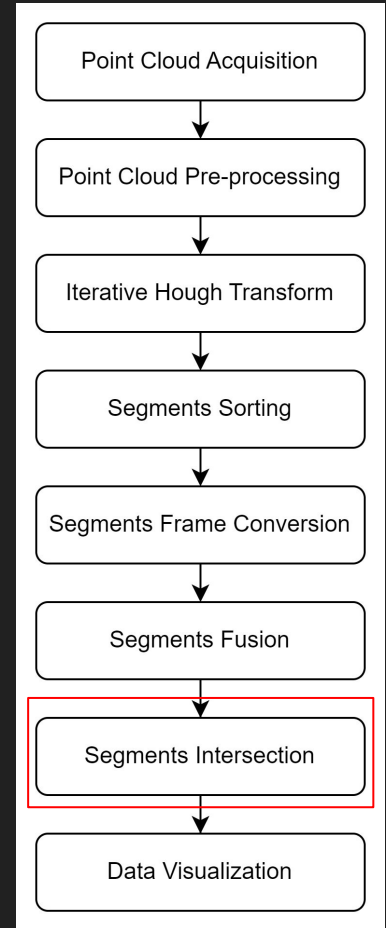 Point Cloud Acquisition
Point Cloud Pre-processing
Iterative Hough Transform
Segments Sorting
Segments Frame Conversion
Segments Fusion
Segments Intersection
Data Visualization